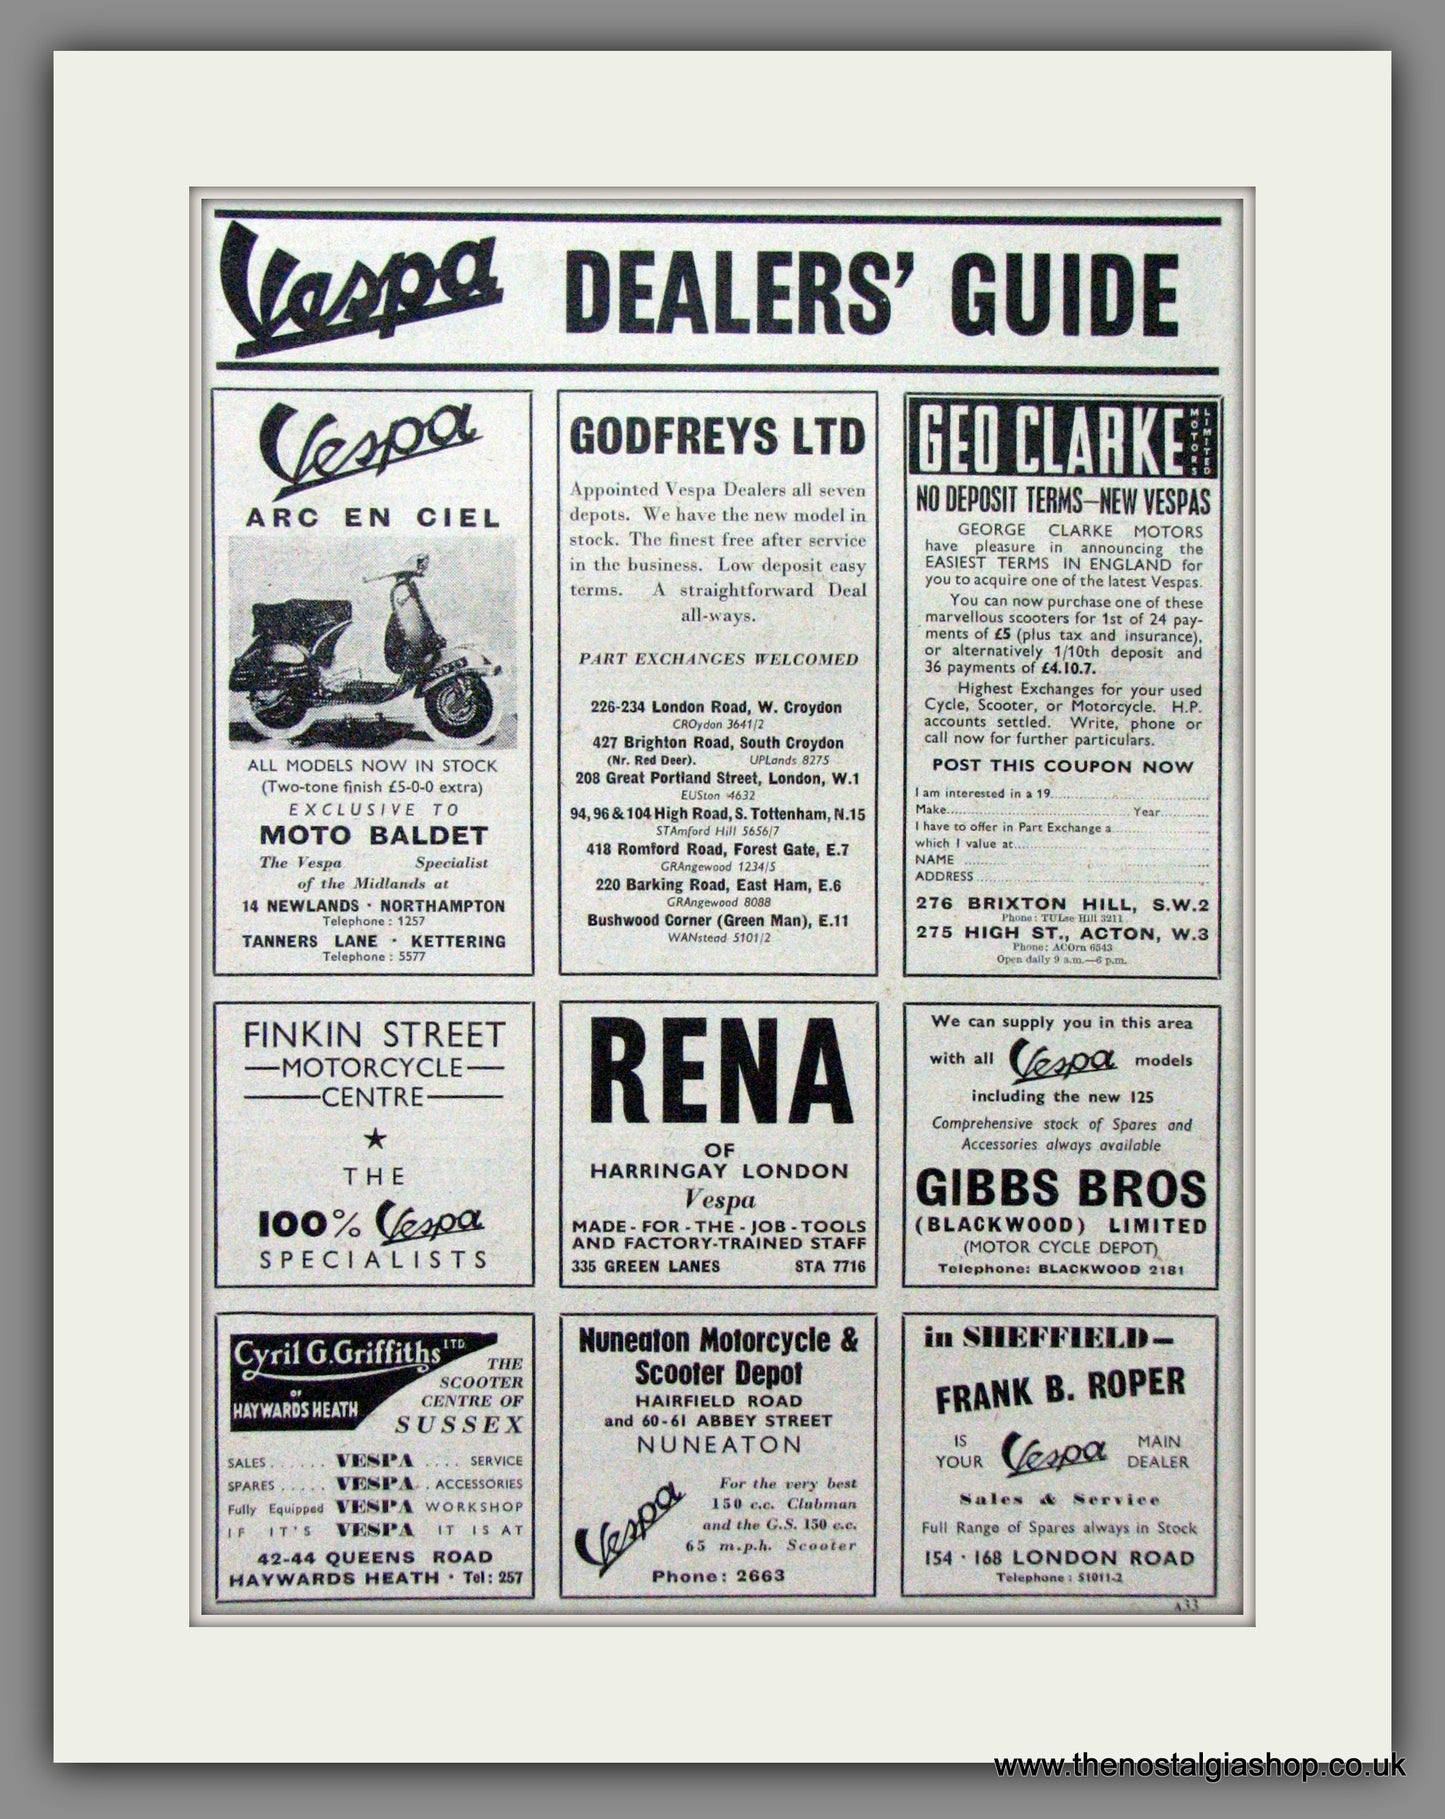 Vespa DEALERS' GUIDE
Vespa
ARC EN CIEL
ALL MODELS NOW IN STOCK
(Two-tone finish £5-0-0 extra)
EXCLUSIVE TO
MOTO BALDET
The Vespa Specialist
of the Midlands at
14 NEWLANDS · NORTHAMPTON
Telephone : 1257
TANNERS LANE · KETTERING
Telephone : 5577
GODFREYS LTD
Appointed Vespa Dealers all seven
depots. We have the new model in
stock. The finest free after service
in the business. Low deposit easy
terms. A straightforward Deal
all-ways.
PART EXCHANGES WELCOMED
226-234 London Road, W. Croydon
CROydon 3641/2
427 Brighton Road, South Croydon
(Nr. Red Deer). UPLands 8275
208 Great Portland Street, London, W.1
EUSton 4632
94, 96 & 104 High Road, S. Tottenham, N.15
STAmford Hill 5656/7
418 Romford Road, Forest Gate, E.7
GRAngewood 1234/5
220 Barking Road, East Ham, E.6
GRAngewood 8088
Bushwood Corner (Green Man), E.11
WANstead 5101/2
GEO CLARKE MOTORS LIMITED
NO DEPOSIT TERMS—NEW VESPAS
GEORGE CLARKE MOTORS
have pleasure in announcing the
EASIEST TERMS IN ENGLAND for
you to acquire one of the latest Vespas.
You can now purchase one of these
marvellous scooters for 1st of 24 pay-
ments of £5 (plus tax and insurance),
or alternatively 1/10th deposit and
36 payments of £4.10.7.
Highest Exchanges for your used
Cycle, Scooter, or Motorcycle. H.P.
accounts settled. Write, phone or
call now for further particulars.
POST THIS COUPON NOW
I am interested in a 19
Make Year
I have to offer in Part Exchange a
which I value at
NAME
ADDRESS
276 BRIXTON HILL, S.W.2
Phone : TULse Hill 3211
275 HIGH ST., ACTON, W.3
Phone: ACOrn 6543
Open daily 9 a.m.—6 p.m.
FINKIN STREET
—MOTORCYCLE—
—CENTRE—
★
THE
100% Vespa
SPECIALISTS
RENA
OF
HARRINGAY LONDON
Vespa
MADE - FOR - THE - JOB - TOOLS
AND FACTORY-TRAINED STAFF
335 GREEN LANES STA 7716
We can supply you in this area
with all Vespa models
including the new 125
Comprehensive stock of Spares and
Accessories always available
GIBBS BROS
(BLACKWOOD) LIMITED
(MOTOR CYCLE DEPOT)
Telephone: BLACKWOOD 2181
Cyril G. Griffiths LTD.
OF
HAYWARDS HEATH
THE
SCOOTER
CENTRE OF
SUSSEX
SALES...... VESPA .... SERVICE
SPARES..... VESPA.. ACCESSORIES
Fully Equipped VESPA WORKSHOP
IF IT'S VESPA IT IS AT
42-44 QUEENS ROAD
HAYWARDS HEATH · Tel: 257
Nuneaton Motorcycle &
Scooter Depot
HAIRFIELD ROAD
and 60-61 ABBEY STREET
NUNEATON
Vespa
For the very best
150 c.c. Clubman
and the G.S. 150 c.c.
65 m.p.h. Scooter
Phone: 2663
in SHEFFIELD—
FRANK B. ROPER
IS YOUR Vespa MAIN DEALER
Sales & Service
Full Range of Spares always in Stock
154 · 168 LONDON ROAD
Telephone : 51011-2
A33
www.thenostalgiashop.co.uk